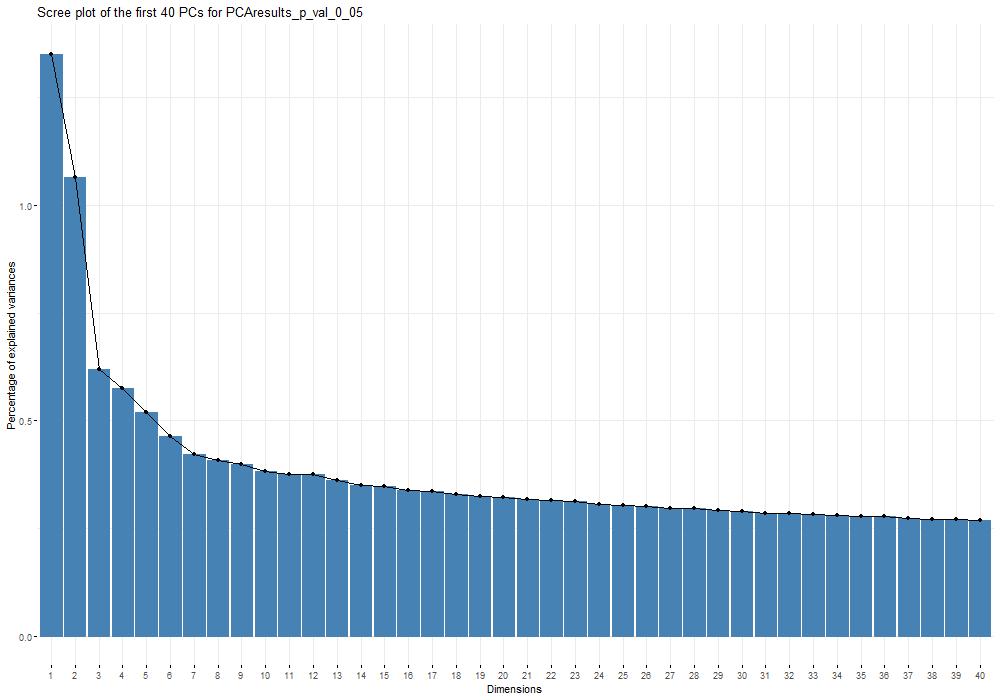 Scree plot of the first 40 PCs for PCAresults_p_val_0_05
Percentage of explained variances
1.0
0.5
0.0
1 2 3 4 5 6 7 8 9 10 11 12 13 14 15 16 17 18 19 20 21 22 23 24 25 26 27 28 29 30 31 32 33 34 35 36 37 38 39 40
Dimensions